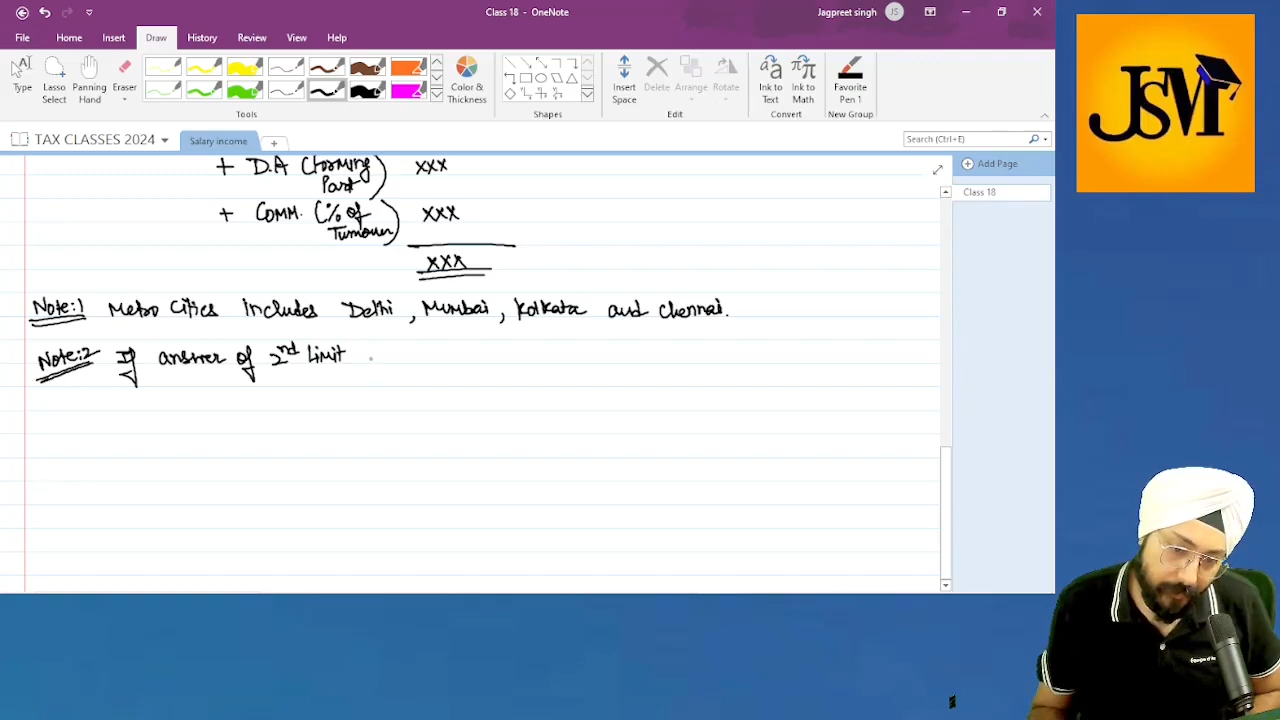 Class 18 - OneNote
Jagpreet singh JS
File Home Insert Draw History Review View Help
Type Lasso Select Panning Hand Eraser Color & Thickness Insert Space Delete Arrange Rotate Ink to Text Ink to Math Favorite Pen 1
Tools Shapes Edit Convert New Group
TAX CLASSES 2024 Salary income + Search (Ctrl+E)
Add Page
Class 18
JSM
+ D.A (forming Part) XXX
+ COMM. (% of Turnover) XXX
XXX
Note:1 Metro Cities includes Delhi, Mumbai, Kolkata and Chennai.
Note:2 If answer of 2nd limit